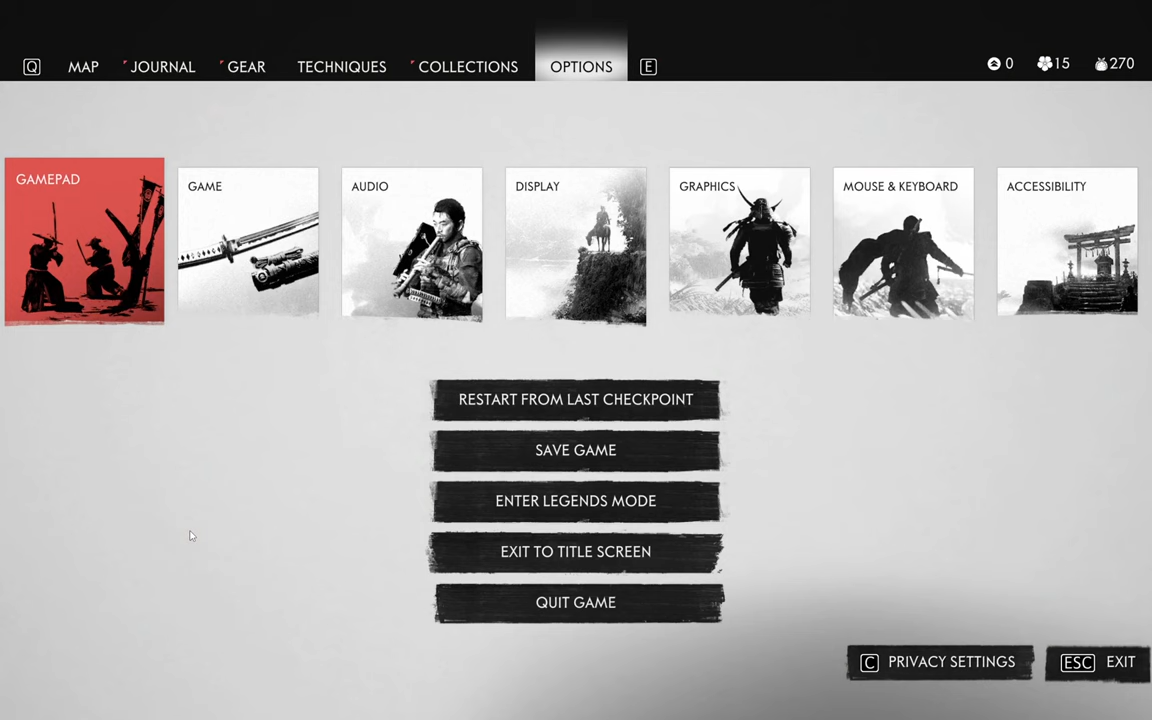 Q MAP JOURNAL GEAR TECHNIQUES COLLECTIONS OPTIONS E 0 15 270
GAMEPAD GAME AUDIO DISPLAY GRAPHICS MOUSE & KEYBOARD ACCESSIBILITY
RESTART FROM LAST CHECKPOINT
SAVE GAME
ENTER LEGENDS MODE
EXIT TO TITLE SCREEN
QUIT GAME
C PRIVACY SETTINGS ESC EXIT